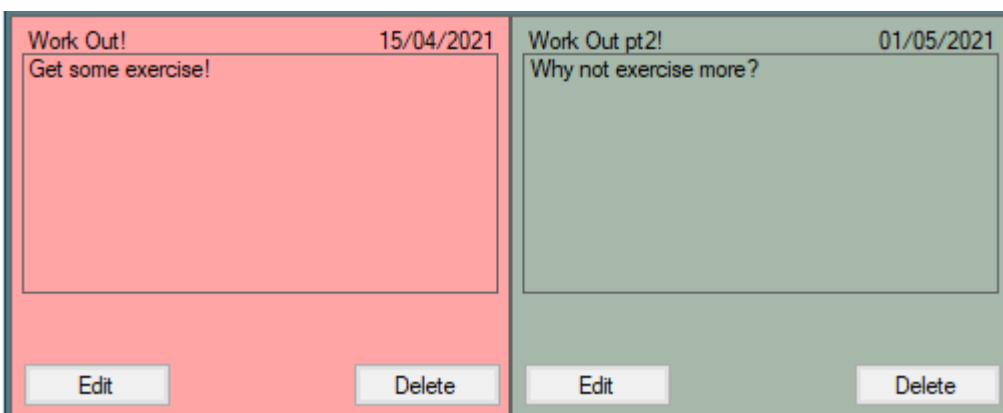 Work Out! 15/04/2021
Get some exercise!
Edit Delete
Work Out pt2! 01/05/2021
Why not exercise more?
Edit Delete